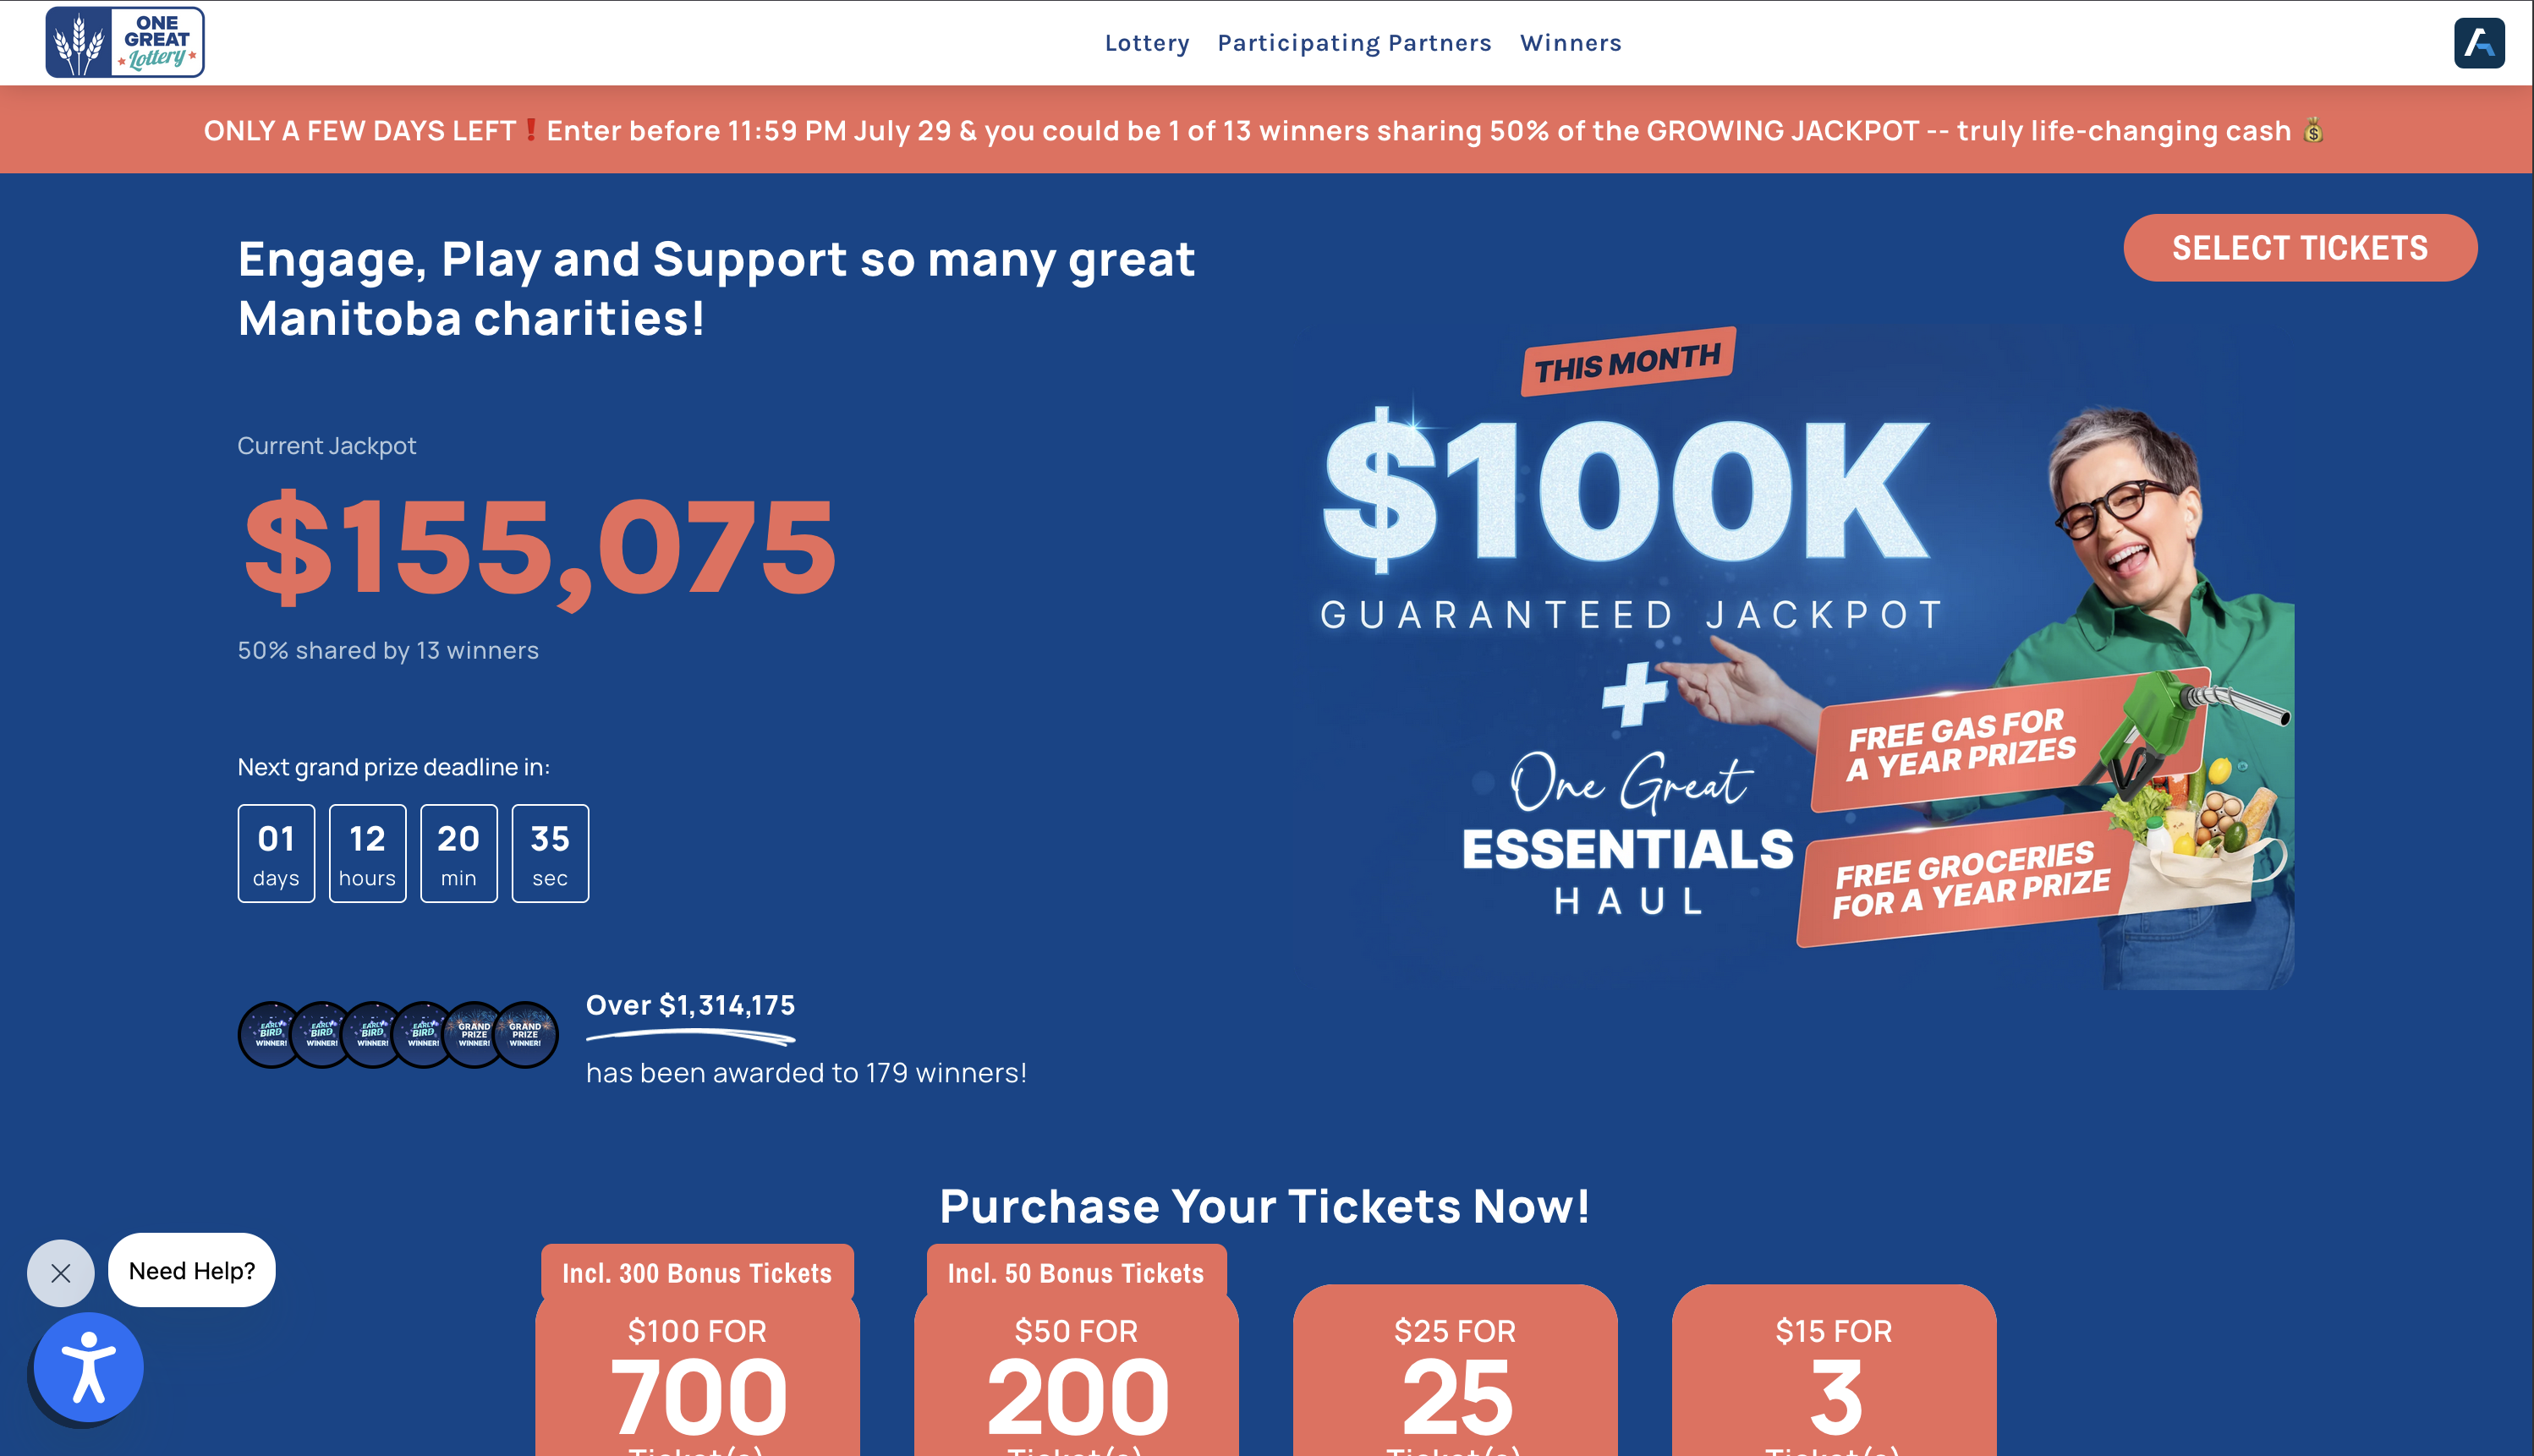 ONE
GREAT
Lottery
Lottery Participating Partners Winners
ONLY A FEW DAYS LEFT❗Enter before 11:59 PM July 29 & you could be 1 of 13 winners sharing 50% of the GROWING JACKPOT -- truly life-changing cash 💰
SELECT TICKETS
Engage, Play and Support so many great
Manitoba charities!
Current Jackpot
$155,075
50% shared by 13 winners
Next grand prize deadline in:
01 12 20 35
days hours min sec
EARLY BIRD WINNER!
EARLY BIRD WINNER!
EARLY BIRD WINNER!
EARLY BIRD WINNER!
GRAND PRIZE WINNER!
GRAND PRIZE WINNER!
Over $1,314,175
has been awarded to 179 winners!
THIS MONTH
$100K
GUARANTEED JACKPOT
+
One Great
ESSENTIALS
HAUL
FREE GAS FOR
A YEAR PRIZES
FREE GROCERIES
FOR A YEAR PRIZE
Purchase Your Tickets Now!
Incl. 300 Bonus Tickets
$100 FOR
700
Ticket(s)
Incl. 50 Bonus Tickets
$50 FOR
200
Ticket(s)
$25 FOR
25
Ticket(s)
$15 FOR
3
Ticket(s)
Need Help?